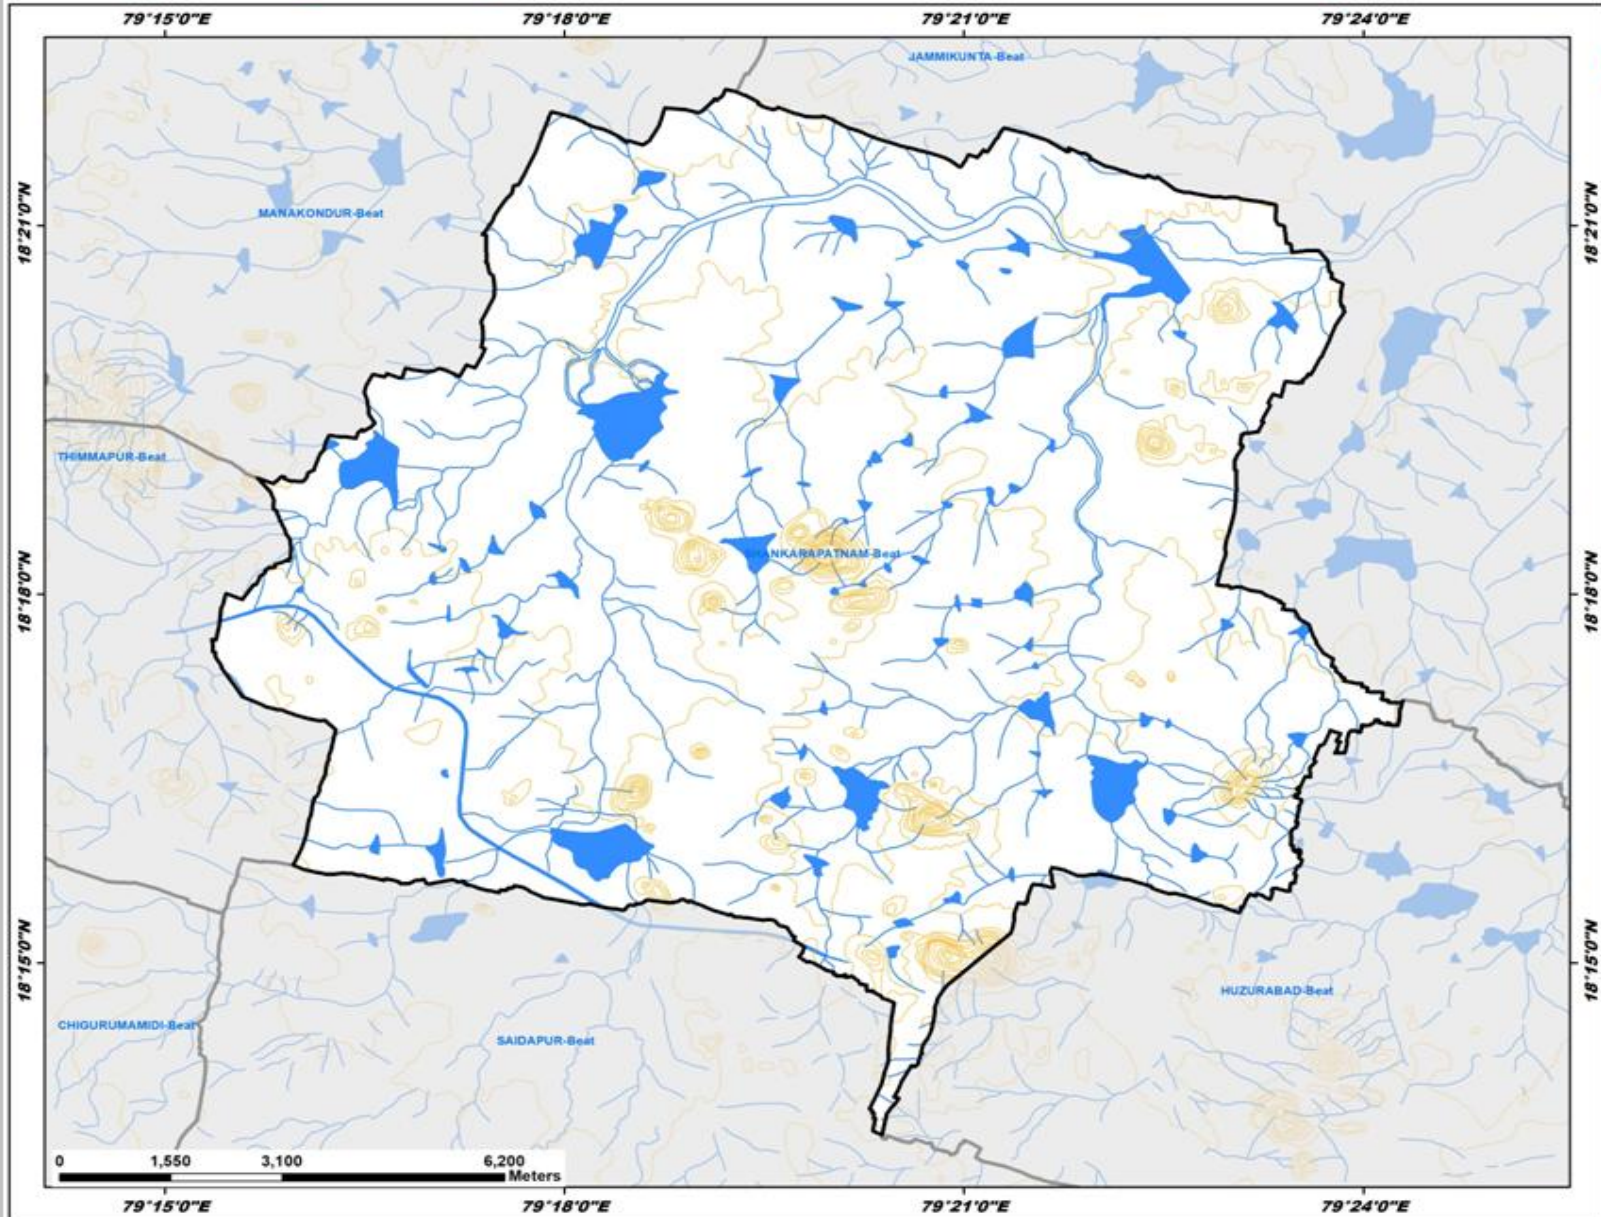 79°15'0"E 79°18'0"E 79°21'0"E 79°24'0"E
JAMMIKUNTA-Beat
MANAKONDUR-Beat
18°21'0"N 18°21'0"N
THIMMAPUR-Beat
SHANKARAPATNAM-Beat
18°18'0"N 18°18'0"N
18°15'0"N 18°15'0"N
HUZURABAD-Beat
CHIGURUMAMIDI-Beat
SAIDAPUR-Beat
0 1,550 3,100 6,200
Meters
79°15'0"E 79°18'0"E 79°21'0"E 79°24'0"E